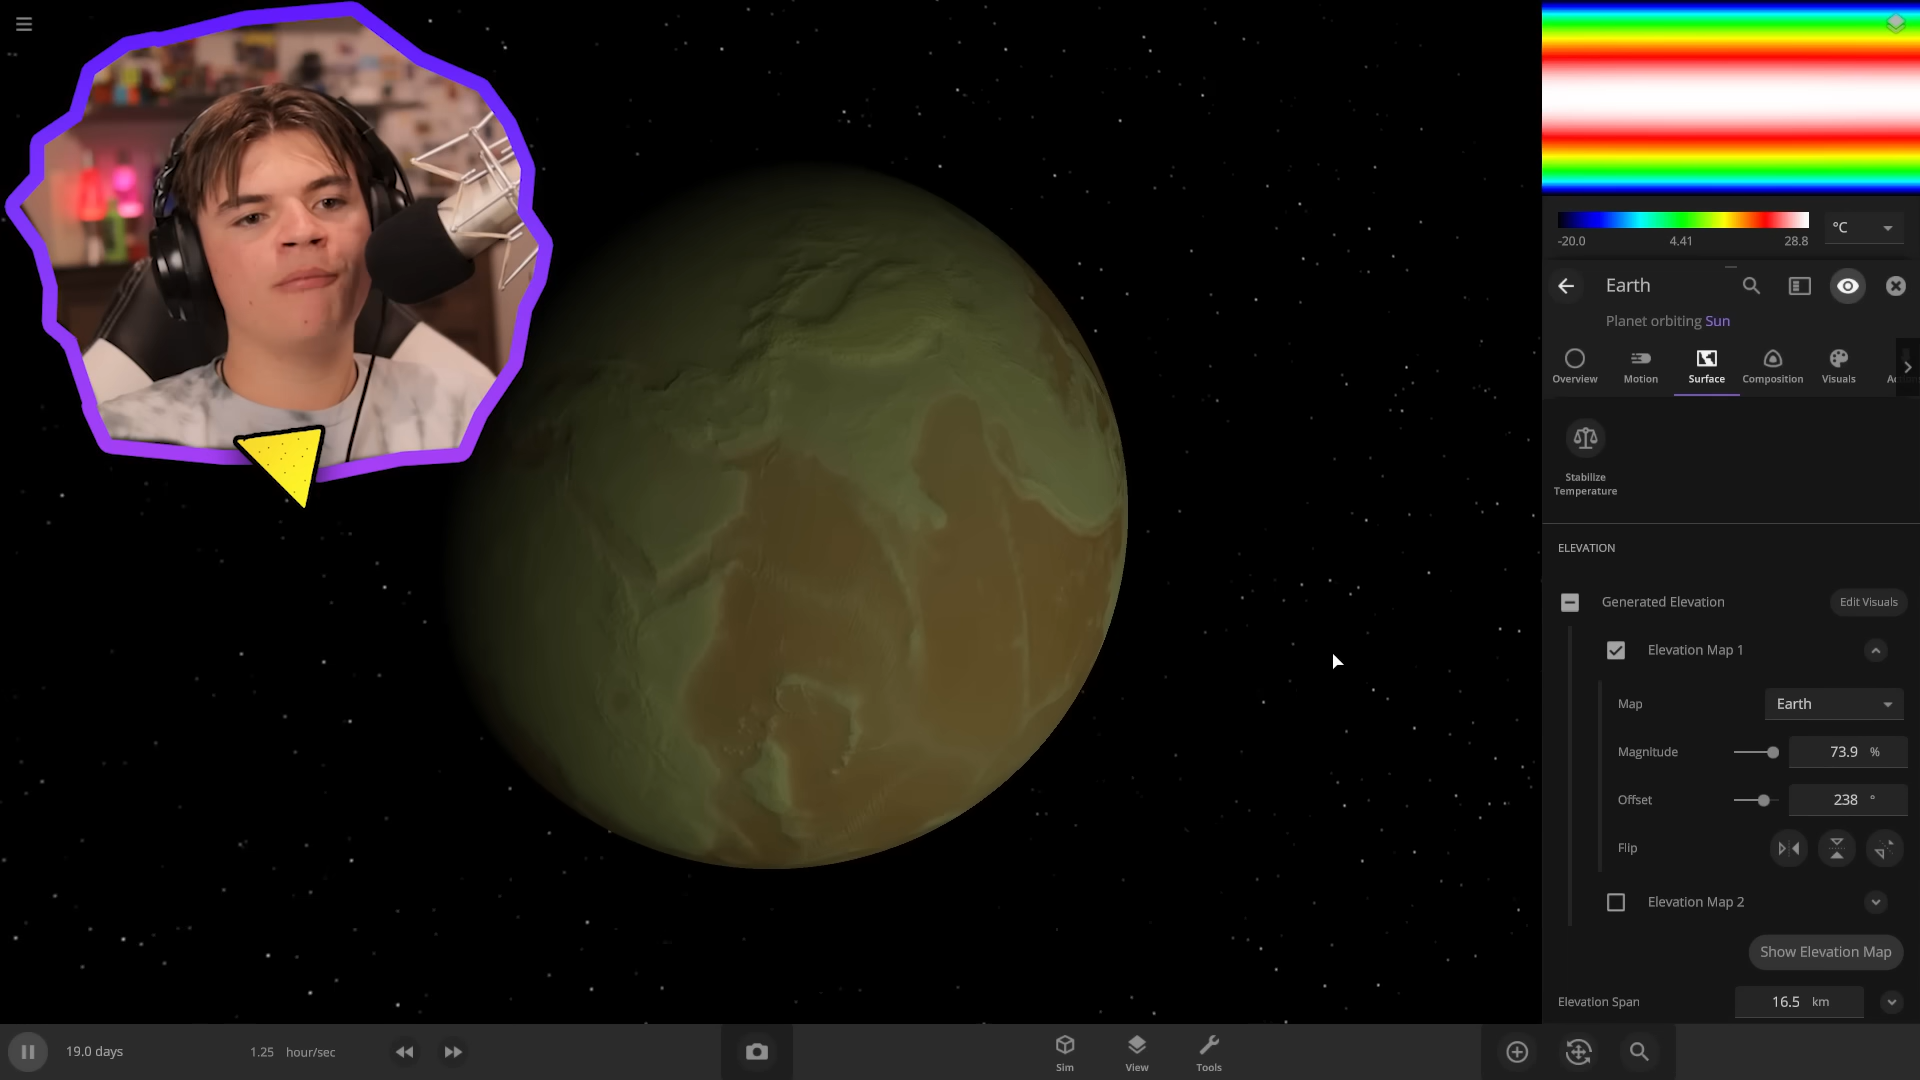 -20.0 4.41 28.8 °C
Earth
Planet orbiting Sun
Overview Motion Surface Composition Visuals
Stabilize
Temperature
ELEVATION
Generated Elevation Edit Visuals
Elevation Map 1
Map Earth
Magnitude 73.9 %
Offset 238 °
Flip
Elevation Map 2
Show Elevation Map
Elevation Span 16.5 km
19.0 days 1.25 hour/sec Sim View Tools